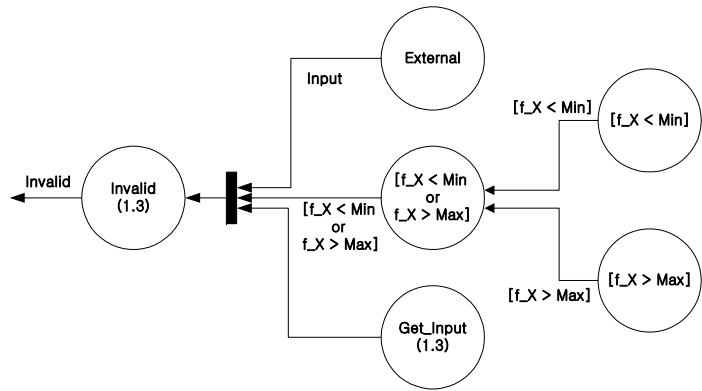 External
Input
[f_X < Min]
[f_X < Min]
Invalid
Invalid
(1.3)
[f_X < Min
or
f_X > Max]
[f_X < Min
or
f_X > Max]
[f_X > Max]
[f_X > Max]
Get_Input
(1.3)